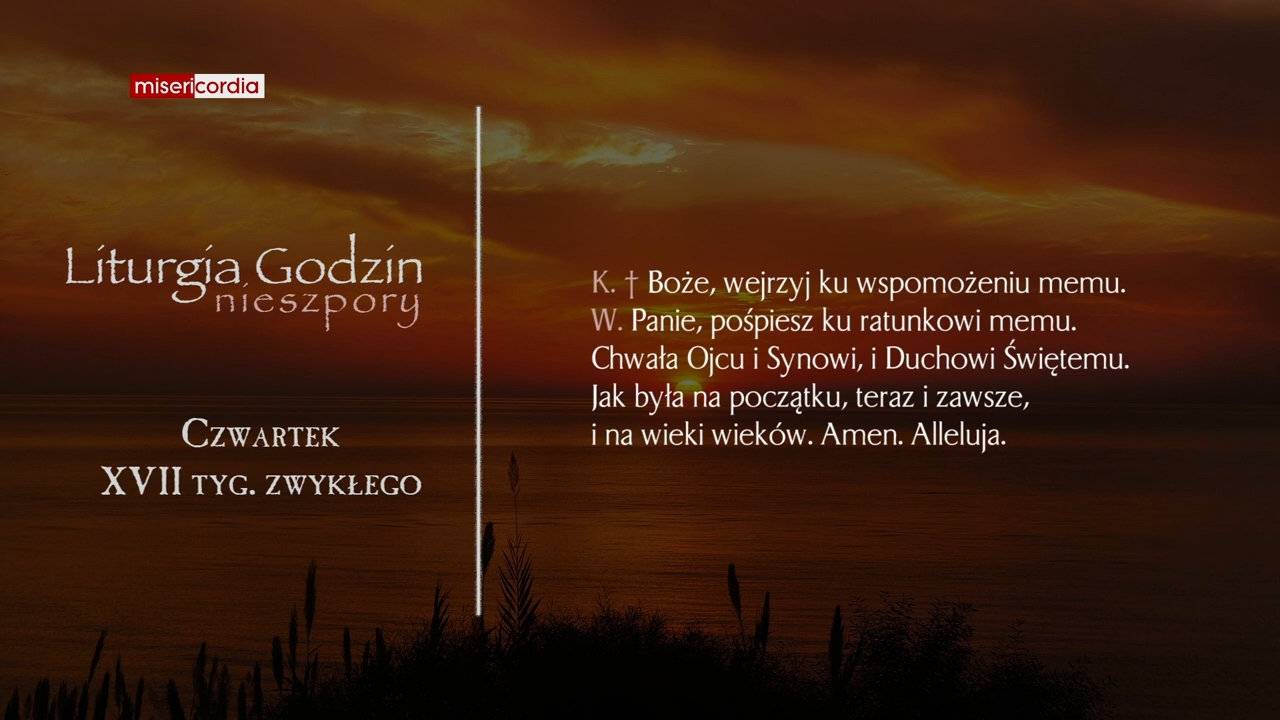 misericordia
Liturgia Godzin
nieszpory
Czwartek
XVII tyg. zwykłego
K. † Boże, wejrzyj ku wspomożeniu memu.
W. Panie, pośpiesz ku ratunkowi memu.
Chwała Ojcu i Synowi, i Duchowi Świętemu.
Jak była na początku, teraz i zawsze,
i na wieki wieków. Amen. Alleluja.